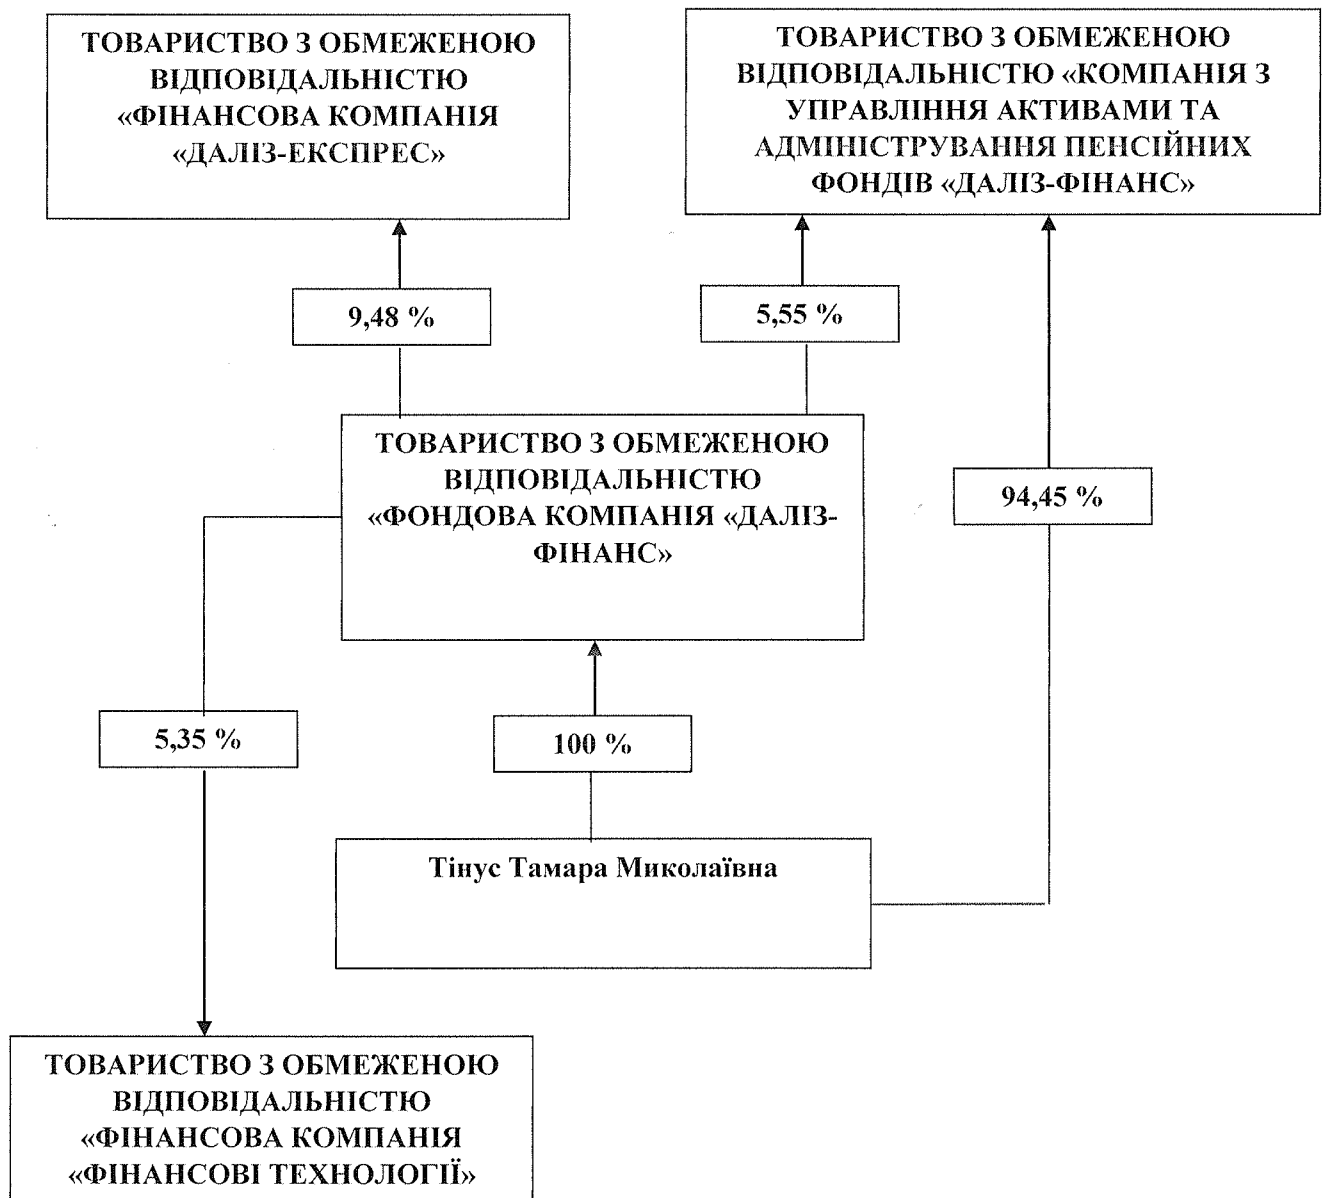 ТОВАРИСТВО З ОБМЕЖЕНОЮ
ВІДПОВІДАЛЬНІСТЮ
«ФІНАНСОВА КОМПАНІЯ
«ДАЛІЗ-ЕКСПРЕС»
ТОВАРИСТВО З ОБМЕЖЕНОЮ
ВІДПОВІДАЛЬНІСТЮ «КОМПАНІЯ З
УПРАВЛІННЯ АКТИВАМИ ТА
АДМІНІСТРУВАННЯ ПЕНСІЙНИХ
ФОНДІВ «ДАЛІЗ-ФІНАНС»
9,48 %
5,55 %
ТОВАРИСТВО З ОБМЕЖЕНОЮ
ВІДПОВІДАЛЬНІСТЮ
«ФОНДОВА КОМПАНІЯ «ДАЛІЗ-
ФІНАНС»
94,45 %
5,35 %
100 %
Тінус Тамара Миколаївна
ТОВАРИСТВО З ОБМЕЖЕНОЮ
ВІДПОВІДАЛЬНІСТЮ
«ФІНАНСОВА КОМПАНІЯ
«ФІНАНСОВІ ТЕХНОЛОГІЇ»